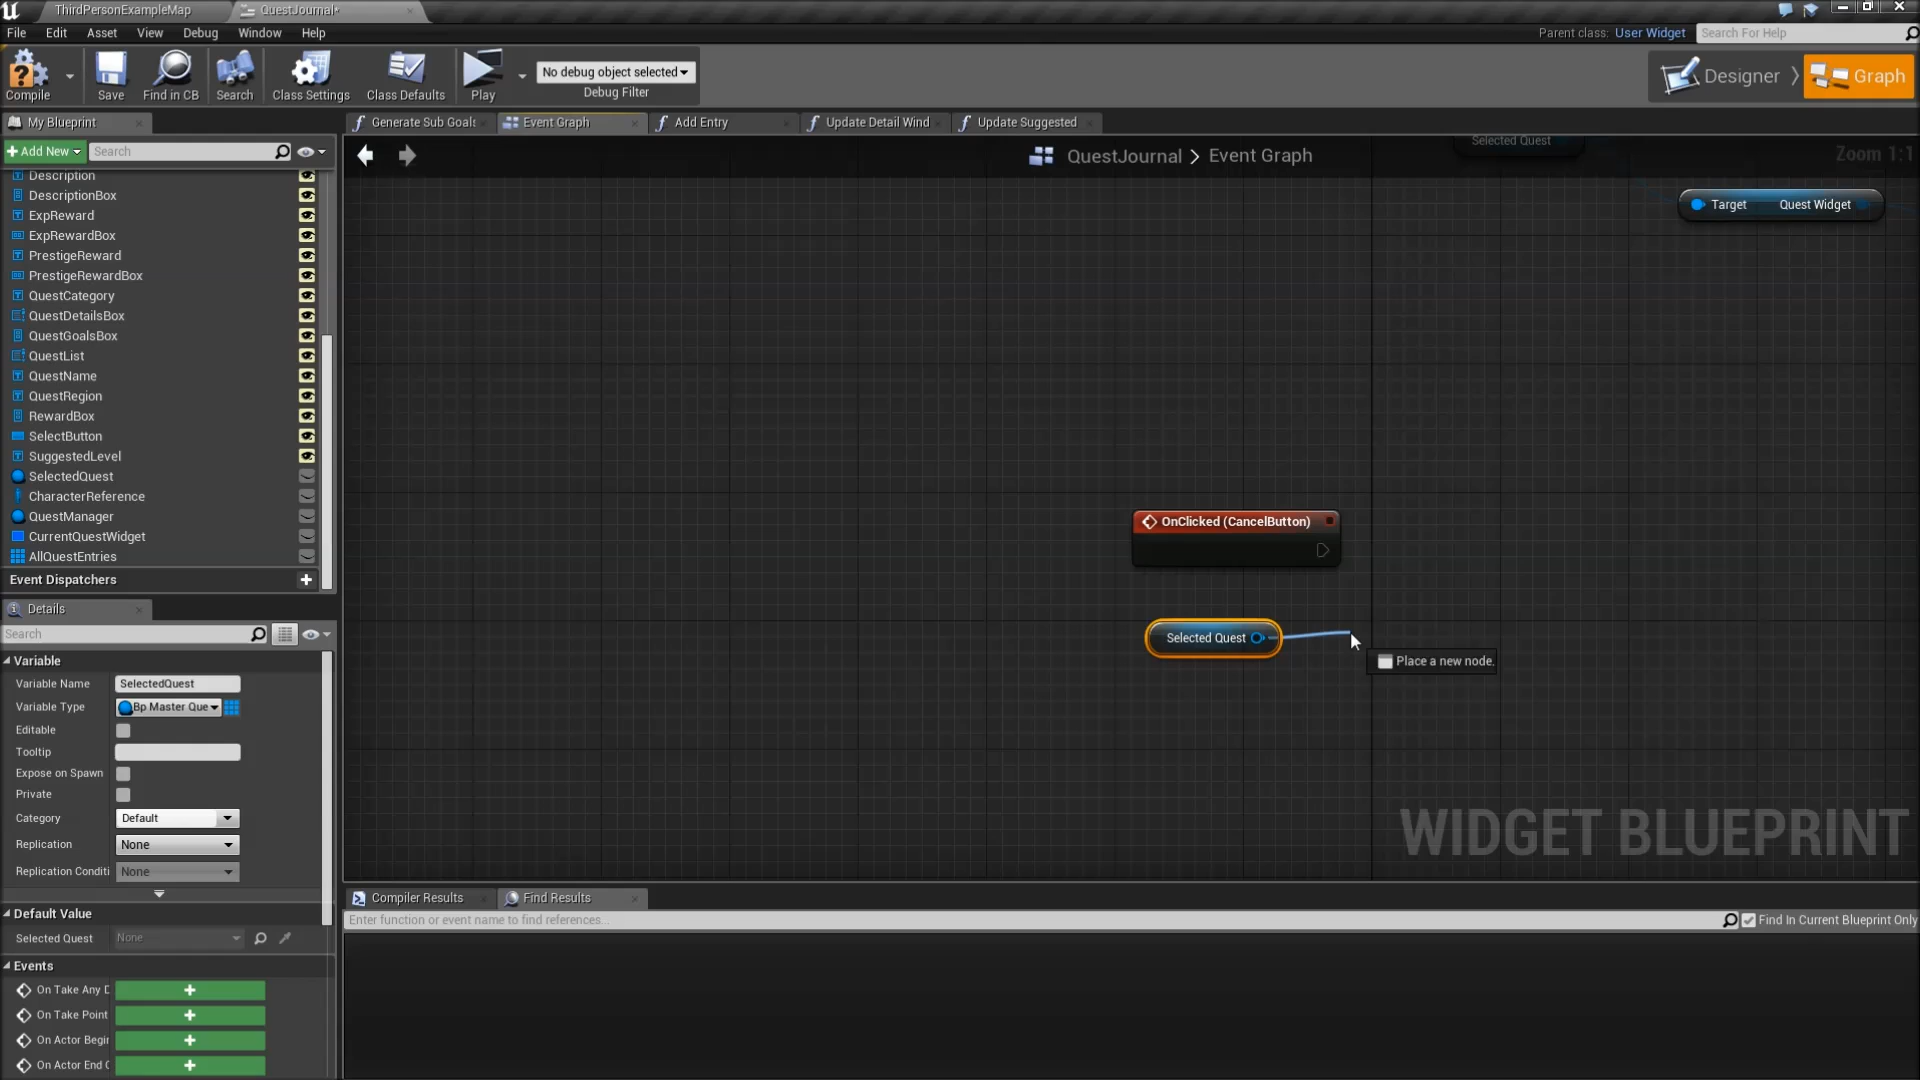 ThirdPersonExampleMap
QuestJournal*
File Edit Asset View Debug Window Help
Parent class: User Widget
Search For Help
Compile
Save
Find in CB
Search
Class Settings
Class Defaults
Play
No debug object selected
Debug Filter
Designer
Graph
My Blueprint
Generate Sub Goals
Event Graph
Add Entry
Update Detail Wind
Update Suggested
Add New
Search
QuestJournal > Event Graph
Zoom 1:1
Selected Quest
Target Quest Widget
Description
DescriptionBox
ExpReward
ExpRewardBox
PrestigeReward
PrestigeRewardBox
QuestCategory
QuestDetailsBox
QuestGoalsBox
QuestList
QuestName
QuestRegion
RewardBox
SelectButton
SuggestedLevel
SelectedQuest
CharacterReference
QuestManager
CurrentQuestWidget
AllQuestEntries
Event Dispatchers
OnClicked (CancelButton)
Selected Quest
Place a new node.
WIDGET BLUEPRINT
Details
Search
Variable
Variable Name SelectedQuest
Variable Type Bp Master Que
Editable
Tooltip
Expose on Spawn
Private
Category Default
Replication None
Replication Conditi None
Default Value
Selected Quest None
Events
On Take Any D
On Take Point
On Actor Begin
On Actor End O
Compiler Results
Find Results
Enter function or event name to find references...
Find In Current Blueprint Only